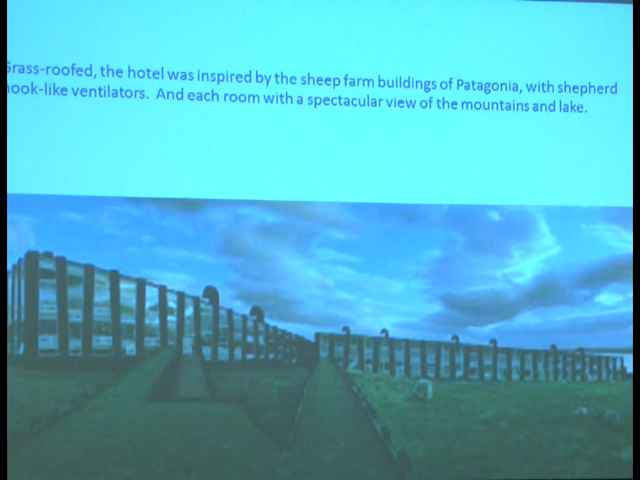 Grass-roofed, the hotel was inspired by the sheep farm buildings of Patagonia, with shepherd
hook-like ventilators. And each room with a spectacular view of the mountains and lake.